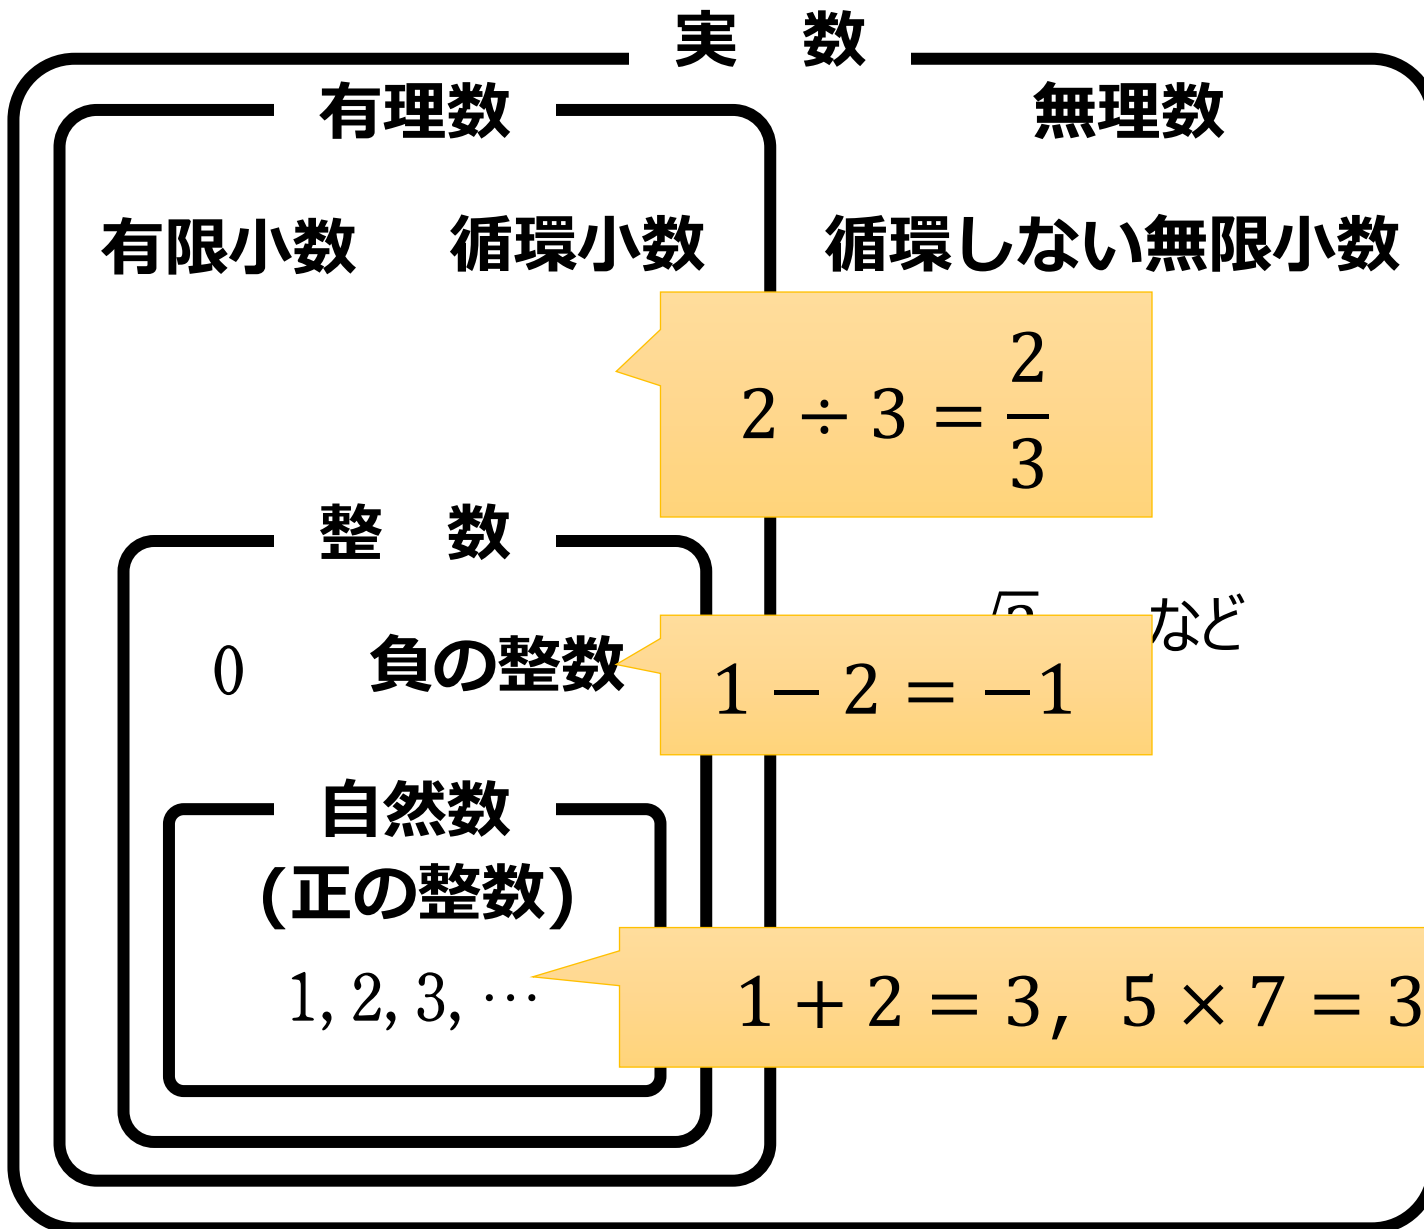 実　数
有理数
無理数
有限小数
循環小数
循環しない無限小数
2 ÷ 3 = 2/3
整　数
など
0
負の整数
1 − 2 = −1
自然数
(正の整数)
1, 2, 3, …
1 + 2 = 3, 5 × 7 = 3